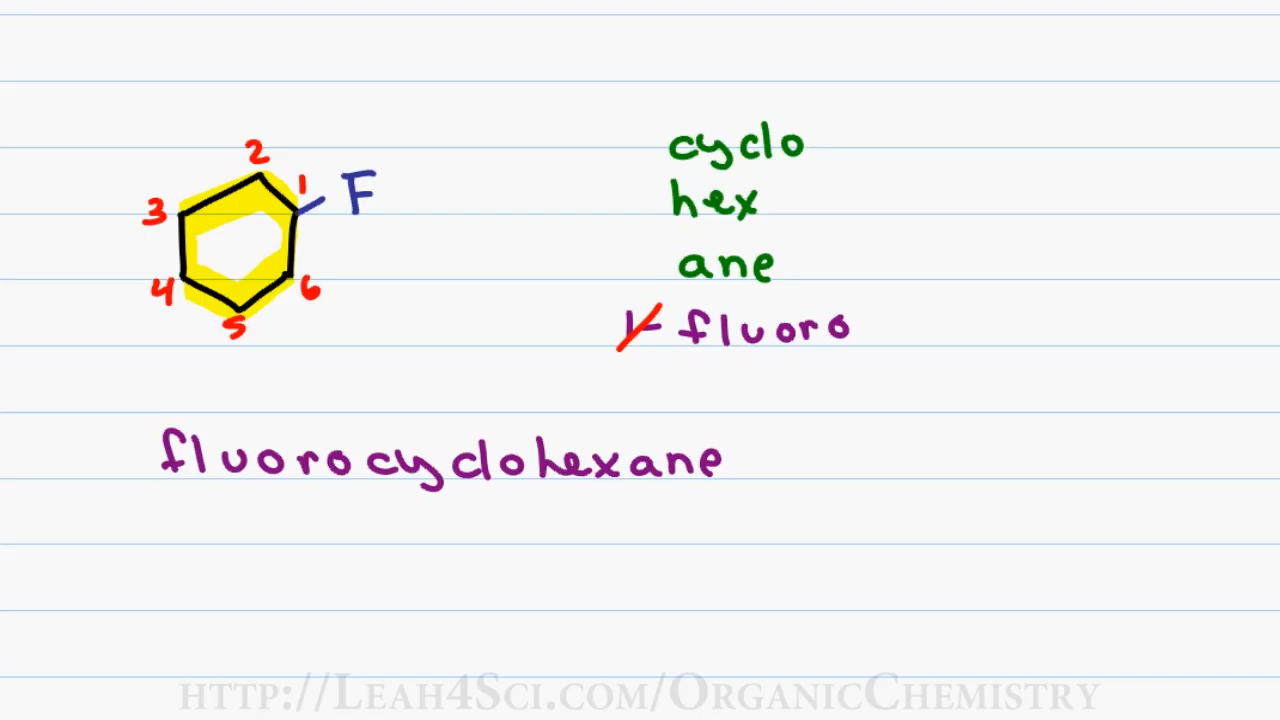 2
1
F
3
4
6
5
cyclo
hex
ane
1- fluoro
fluorocyclohexane
http://Leah4Sci.com/OrganicChemistry